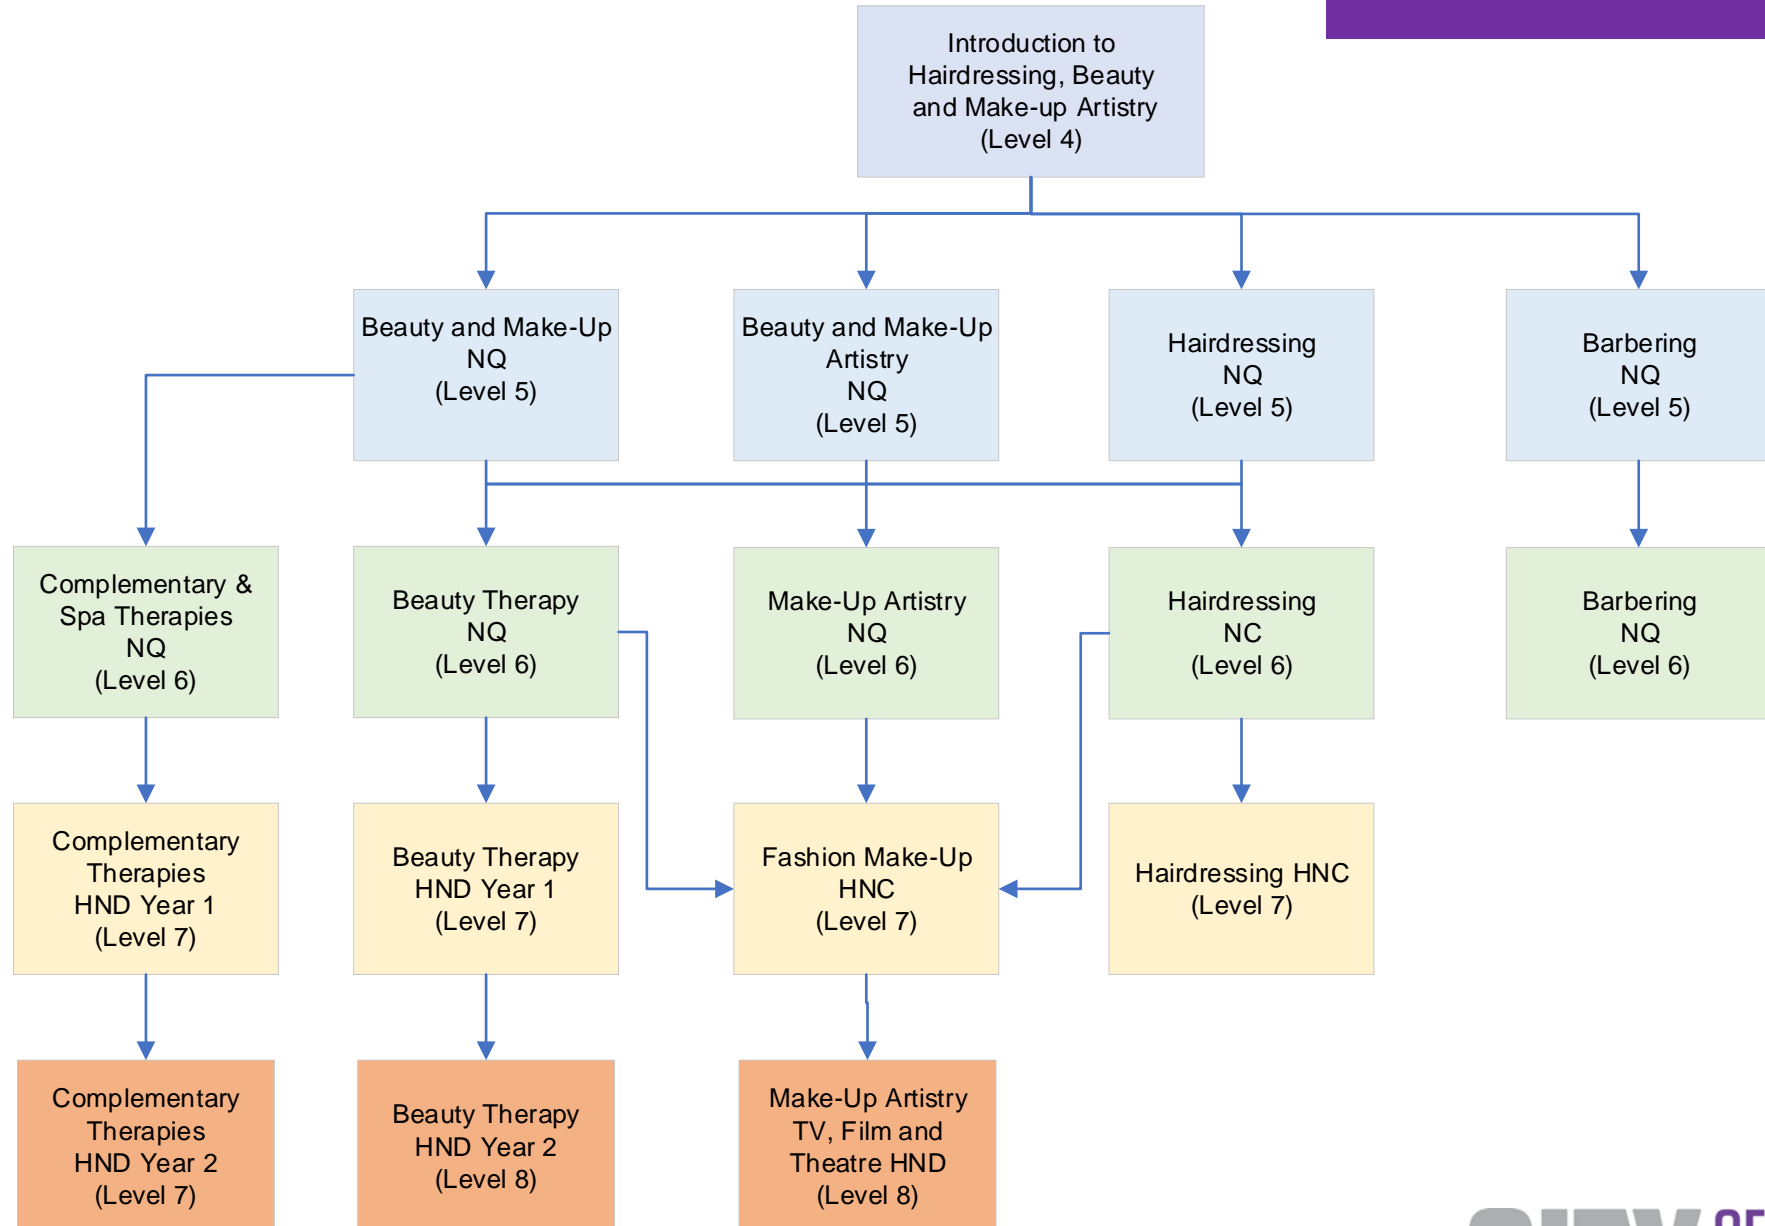 Introduction to
Hairdressing, Beauty
and Make-up Artistry
(Level 4)
Beauty and Make-Up
NQ
(Level 5)
Beauty and Make-Up
Artistry
NQ
(Level 5)
Hairdressing
NQ
(Level 5)
Barbering
NQ
(Level 5)
Complementary &
Spa Therapies
NQ
(Level 6)
Beauty Therapy
NQ
(Level 6)
Make-Up Artistry
NQ
(Level 6)
Hairdressing
NC
(Level 6)
Barbering
NQ
(Level 6)
Complementary
Therapies
HND Year 1
(Level 7)
Beauty Therapy
HND Year 1
(Level 7)
Fashion Make-Up
HNC
(Level 7)
Hairdressing HNC
(Level 7)
Complementary
Therapies
HND Year 2
(Level 7)
Beauty Therapy
HND Year 2
(Level 8)
Make-Up Artistry
TV, Film and
Theatre HND
(Level 8)